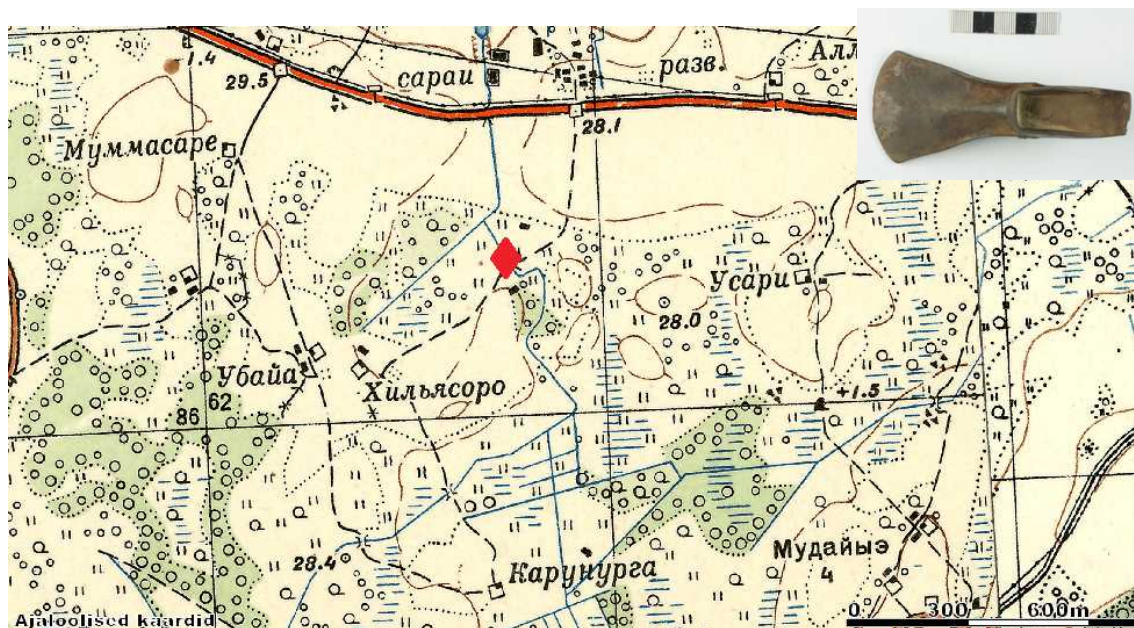 1.4
29.5
сараи
разв.
Алл
28.1
Муммасаре
Усари
28.0
Убайа
Хильясоро
86 62
+1.5
28.4
Карунурга
Мудайыэ
4
0 300 600m
Ajaloolised kaardid